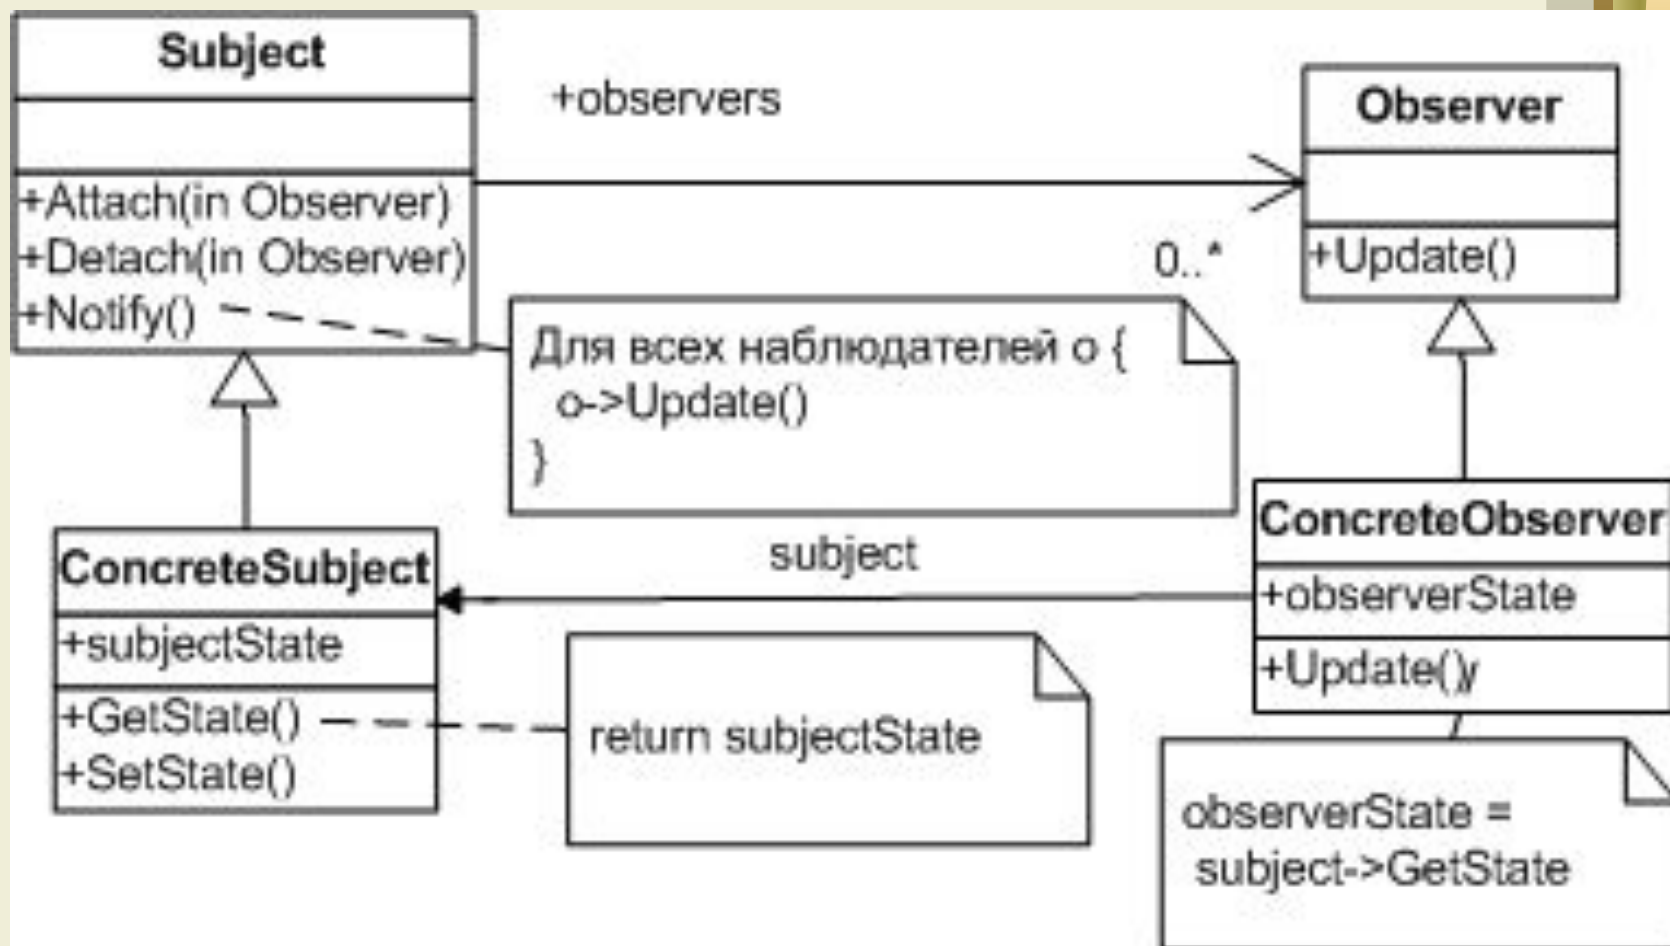 Subject
+Attach(in Observer)
+Detach(in Observer)
+Notify()
+observers
0..*
Observer
+Update()
Для всех наблюдателей o {
o->Update()
}
ConcreteSubject
+subjectState
+GetState()
+SetState()
subject
return subjectState
ConcreteObserver
+observerState
+Update()
observerState =
subject->GetState